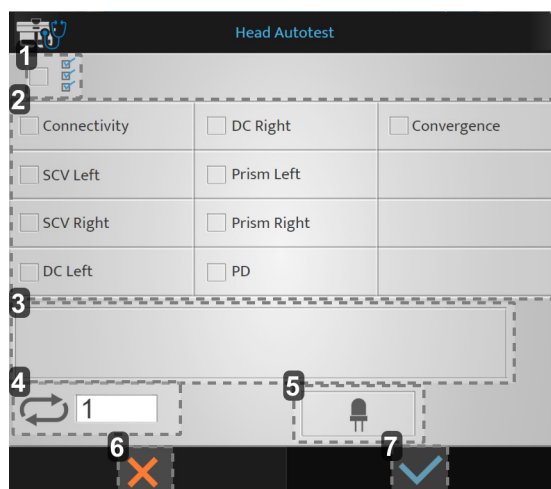 Head Autotest
1
2
Connectivity DC Right Convergence
SCV Left Prism Left
SCV Right Prism Right
DC Left PD
3
4 5
1
6 7